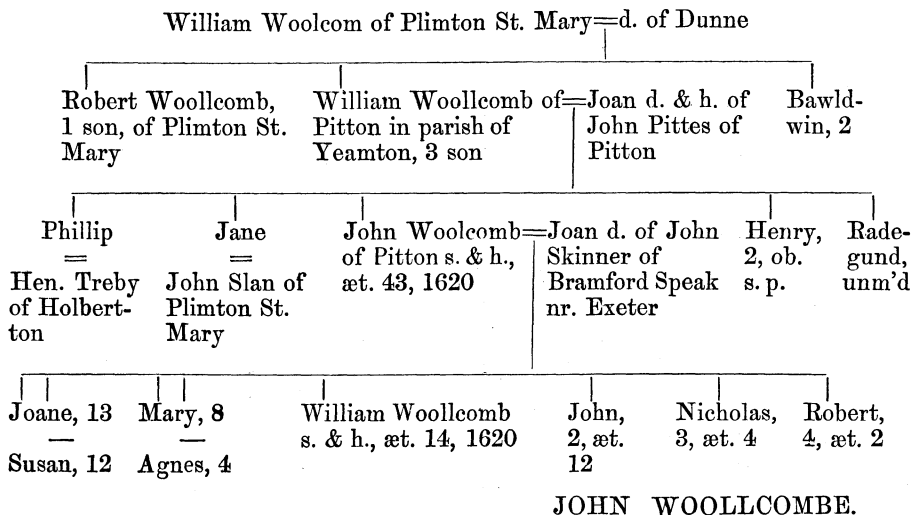 William Woolcom of Plimton St. Mary=d. of Dunne
Robert Woollcomb,
1 son, of Plimton St.
Mary
William Woollcomb of=Joan d. & h. of
Pitton in parish of
Yeamton, 3 son
John Pittes of
Pitton
Bawld-
win, 2
Phillip
=
Hen. Treby
of Holbert-
ton
Jane
=
John Slan of
Plimton St.
Mary
John Woolcomb=Joan d. of John
of Pitton s. & h.,
æt. 43, 1620
Skinner of
Bramford Speak
nr. Exeter
Henry,
2, ob.
s. p.
Rade-
gund,
unm'd
Joane, 13
—
Susan, 12
Mary, 8
—
Agnes, 4
William Woollcomb
s. & h., æt. 14, 1620
John,
2, æt.
12
Nicholas,
3, æt. 4
Robert,
4, æt. 2
JOHN WOOLLCOMBE.